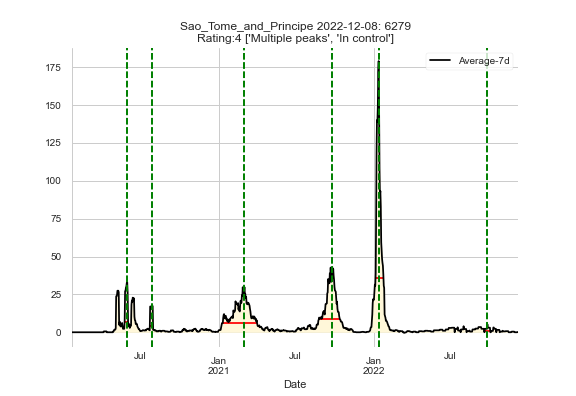 Sao_Tome_and_Principe 2022-12-08: 6279
Rating:4 ['Multiple peaks', 'In control']
Average-7d
175
150
125
100
75
50
25
0
Jul
Jan
2021
Jul
Jan
2022
Jul
Date